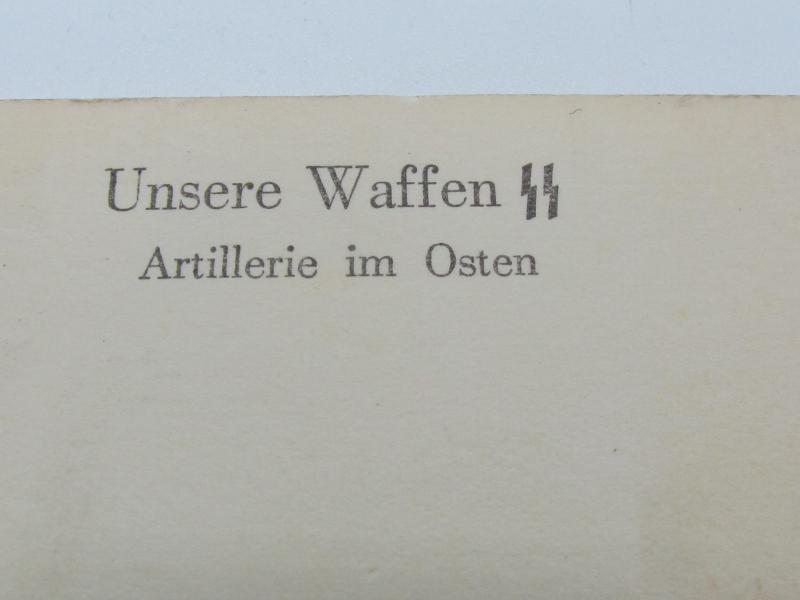 Unsere Waffen ᛋᛋ
Artillerie im Osten